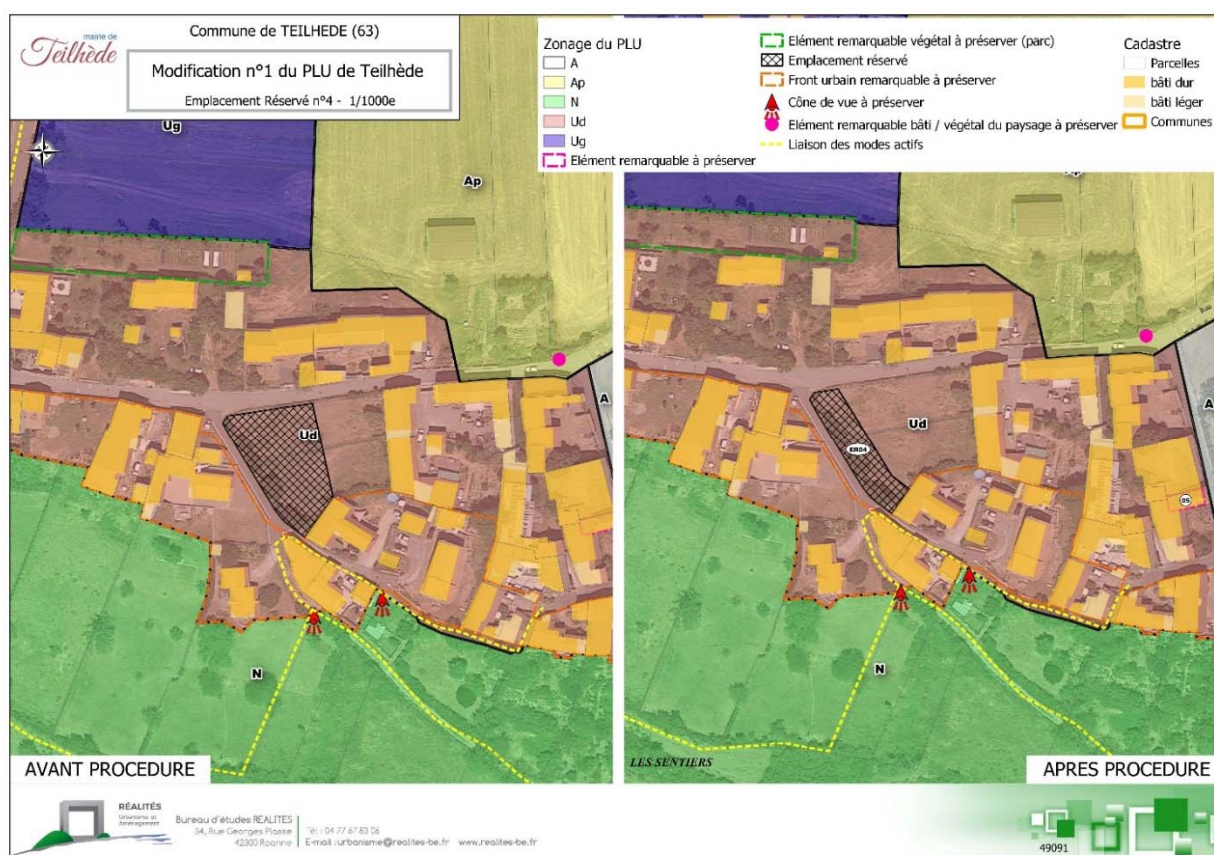 mairie de
Teilhède
Commune de TEILHEDE (63)
Modification n°1 du PLU de Teilhède
Emplacement Réservé n°4 - 1/1000e
Zonage du PLU
A
Ap
N
Ud
Ug
Elément remarquable à préserver
Elément remarquable végétal à préserver (parc)
Emplacement réservé
Front urbain remarquable à préserver
Cône de vue à préserver
Elément remarquable bâti / végétal du paysage à préserver
Liaison des modes actifs
Cadastre
Parcelles
bâti dur
bâti léger
Communes
Ug
Ap
Ud
A
N
AVANT PROCEDURE
Ap
Ud
ER04
A
05
N
LES SENTIERS
APRES PROCEDURE
RÉALITÉS
Urbanisme et
Aménagement
Bureau d'études REALITES
34, Rue Georges Plasse
42300 Roanne
Tél : 04 77 67 83 06
E-mail : urbanisme@realites-be.fr www.realites-be.fr
49091